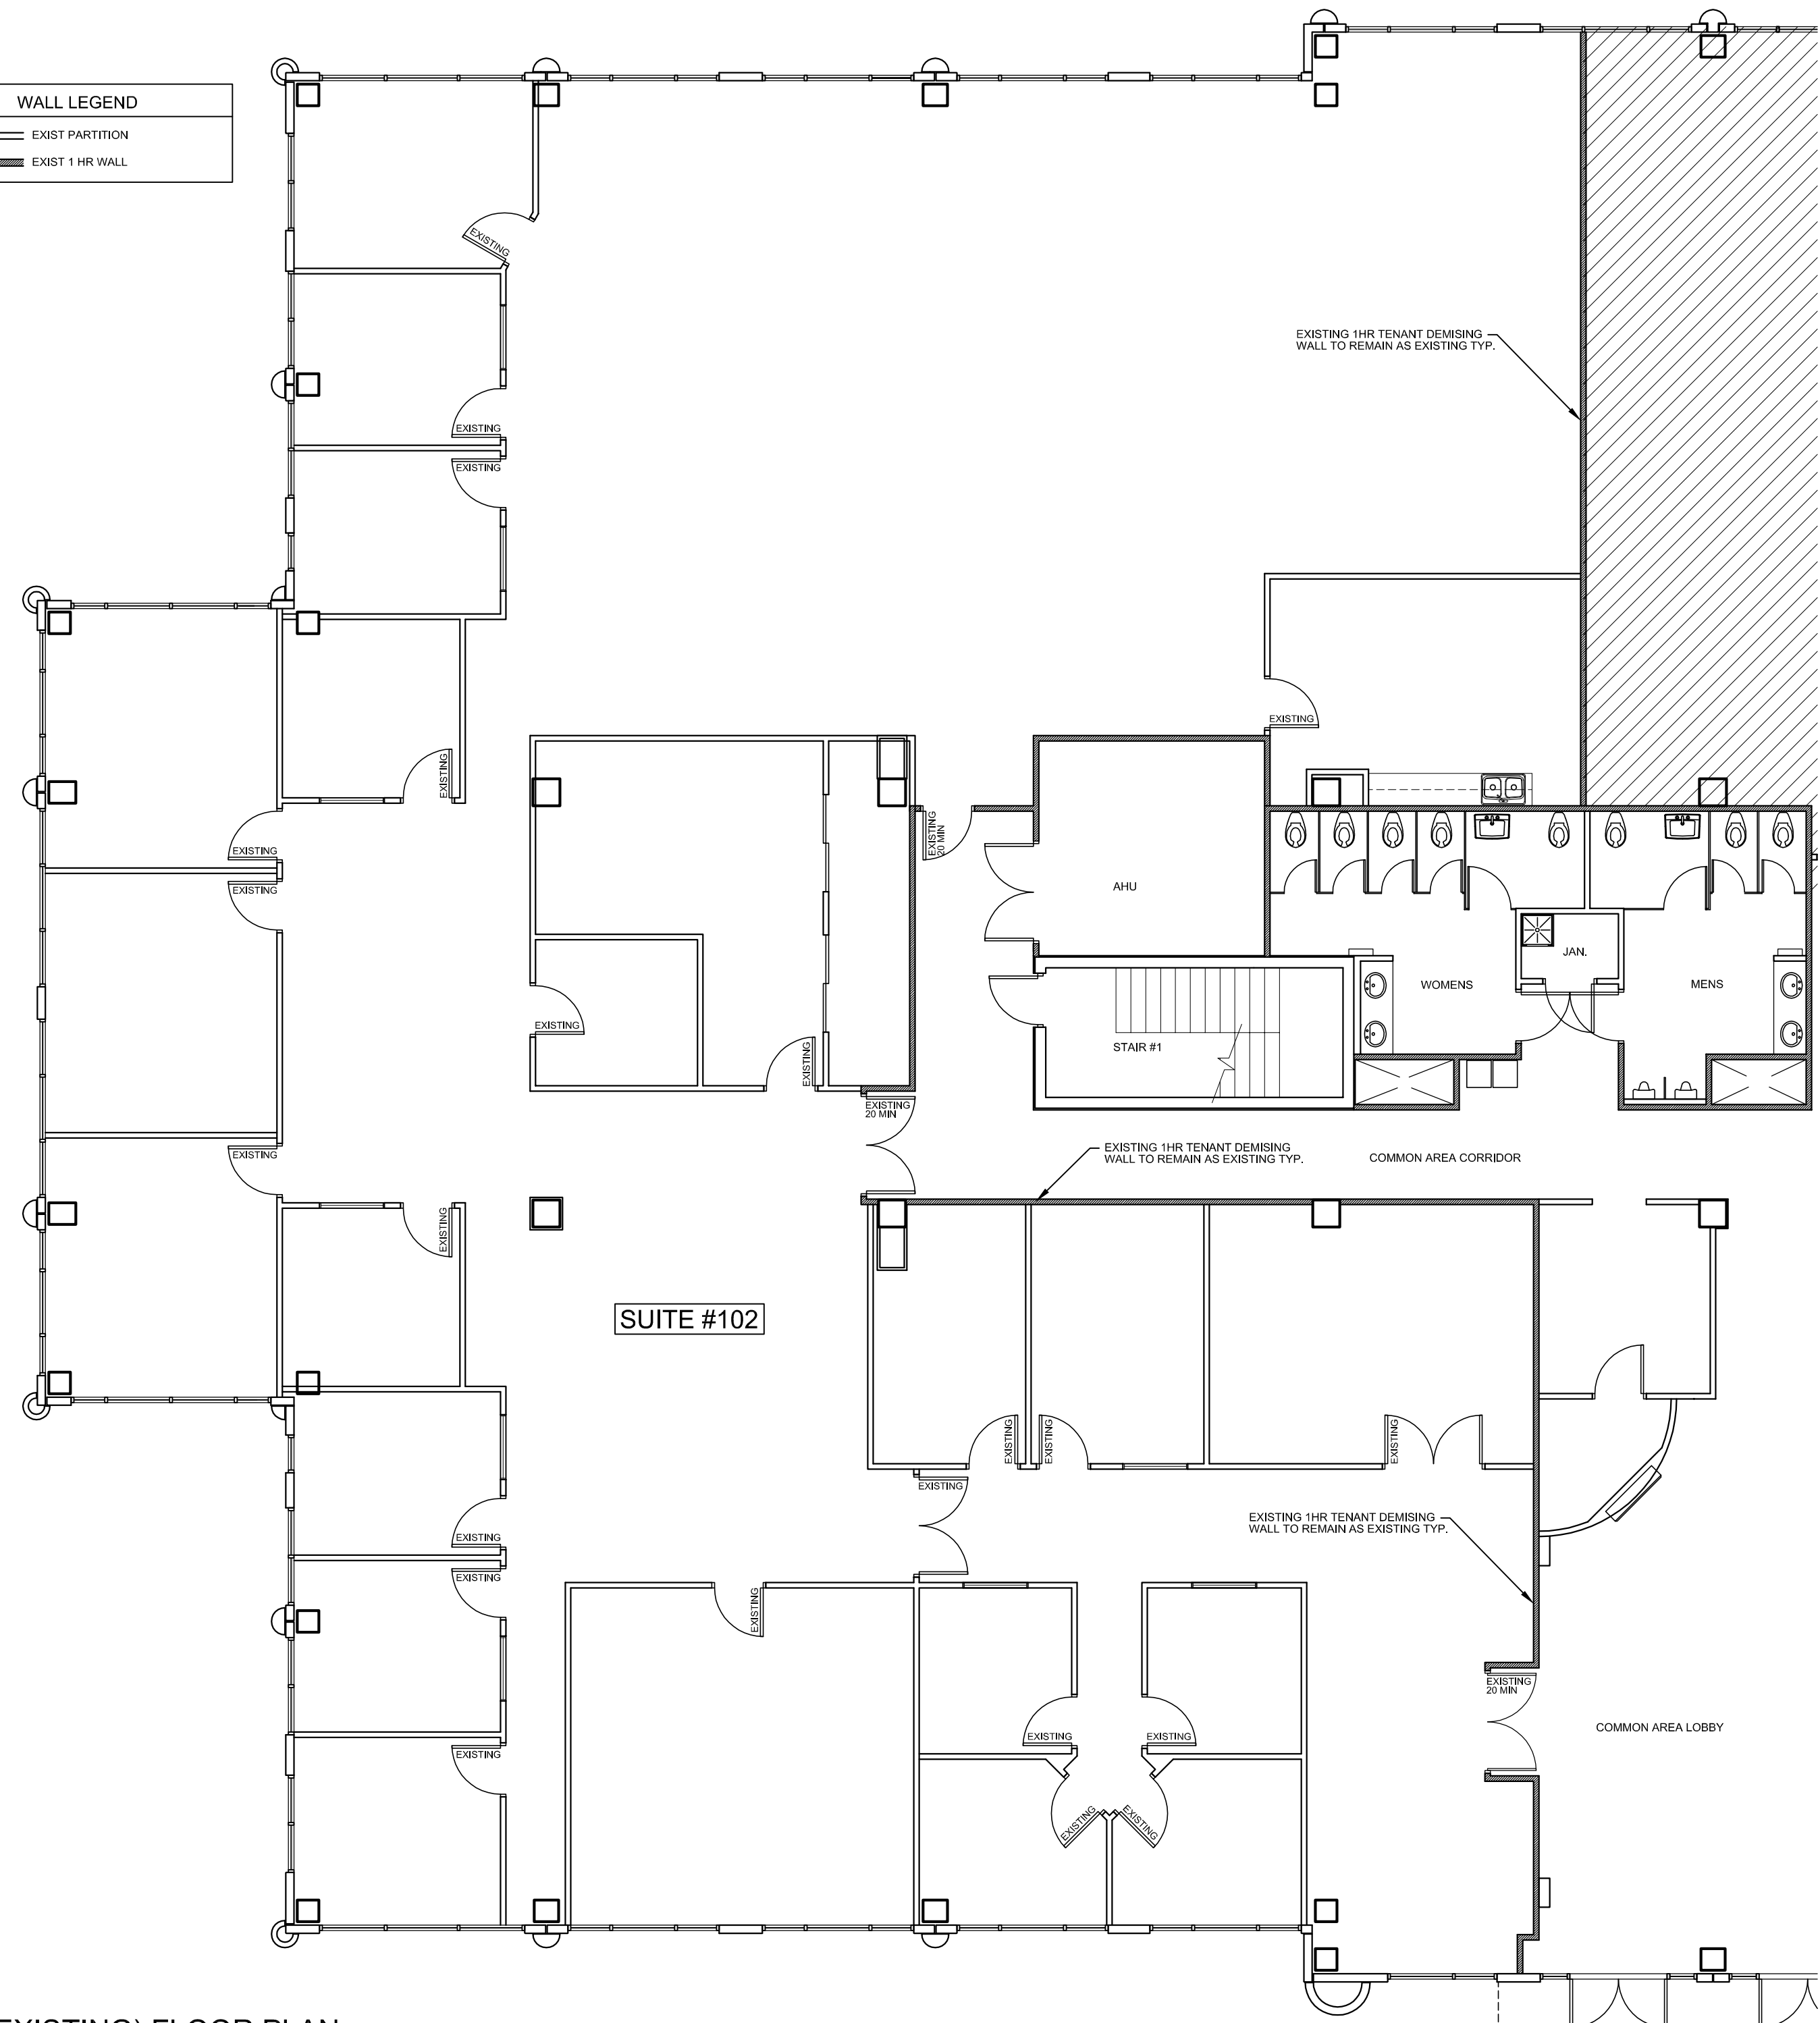 WALL LEGEND
EXIST PARTITION
EXIST 1 HR WALL
EXISTING
EXISTING 1HR TENANT DEMISING
WALL TO REMAIN AS EXISTING TYP.
EXISTING
EXISTING
EXISTING
EXISTING
EXISTING
EXISTING
EXISTING
20 MIN
AHU
EXISTING
JAN.
WOMENS
MENS
EXISTING
STAIR #1
EXISTING
EXISTING
20 MIN
EXISTING
EXISTING 1HR TENANT DEMISING
WALL TO REMAIN AS EXISTING TYP.
COMMON AREA CORRIDOR
EXISTING
SUITE #102
EXISTING
EXISTING
EXISTING
EXISTING
EXISTING 1HR TENANT DEMISING
WALL TO REMAIN AS EXISTING TYP.
EXISTING
EXISTING
EXISTING
EXISTING
20 MIN
COMMON AREA LOBBY
EXISTING
EXISTING
EXISTING
EXISTING
EXISTING
FLOOR PLAN